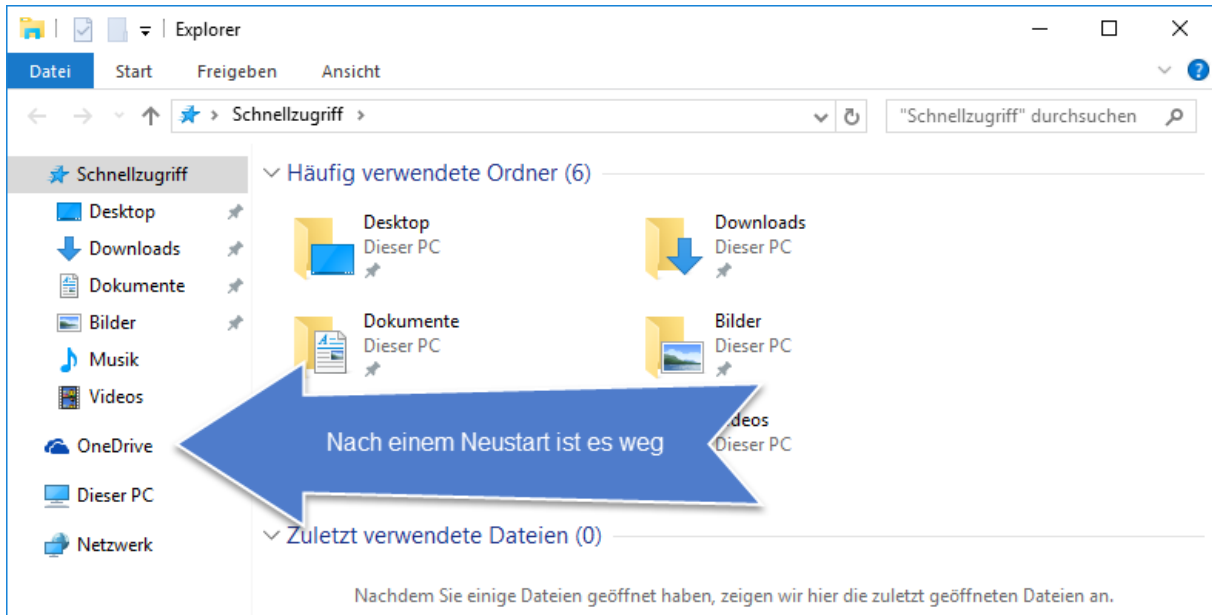 Explorer
Datei Start Freigeben Ansicht
Schnellzugriff "Schnellzugriff" durchsuchen
Schnellzugriff
Desktop
Downloads
Dokumente
Bilder
Musik
Videos
OneDrive
Dieser PC
Netzwerk
Häufig verwendete Ordner (6)
Desktop
Dieser PC
Downloads
Dieser PC
Dokumente
Dieser PC
Bilder
Dieser PC
Dieser PC
Nach einem Neustart ist es weg
Zuletzt verwendete Dateien (0)
Nachdem Sie einige Dateien geöffnet haben, zeigen wir hier die zuletzt geöffneten Dateien an.